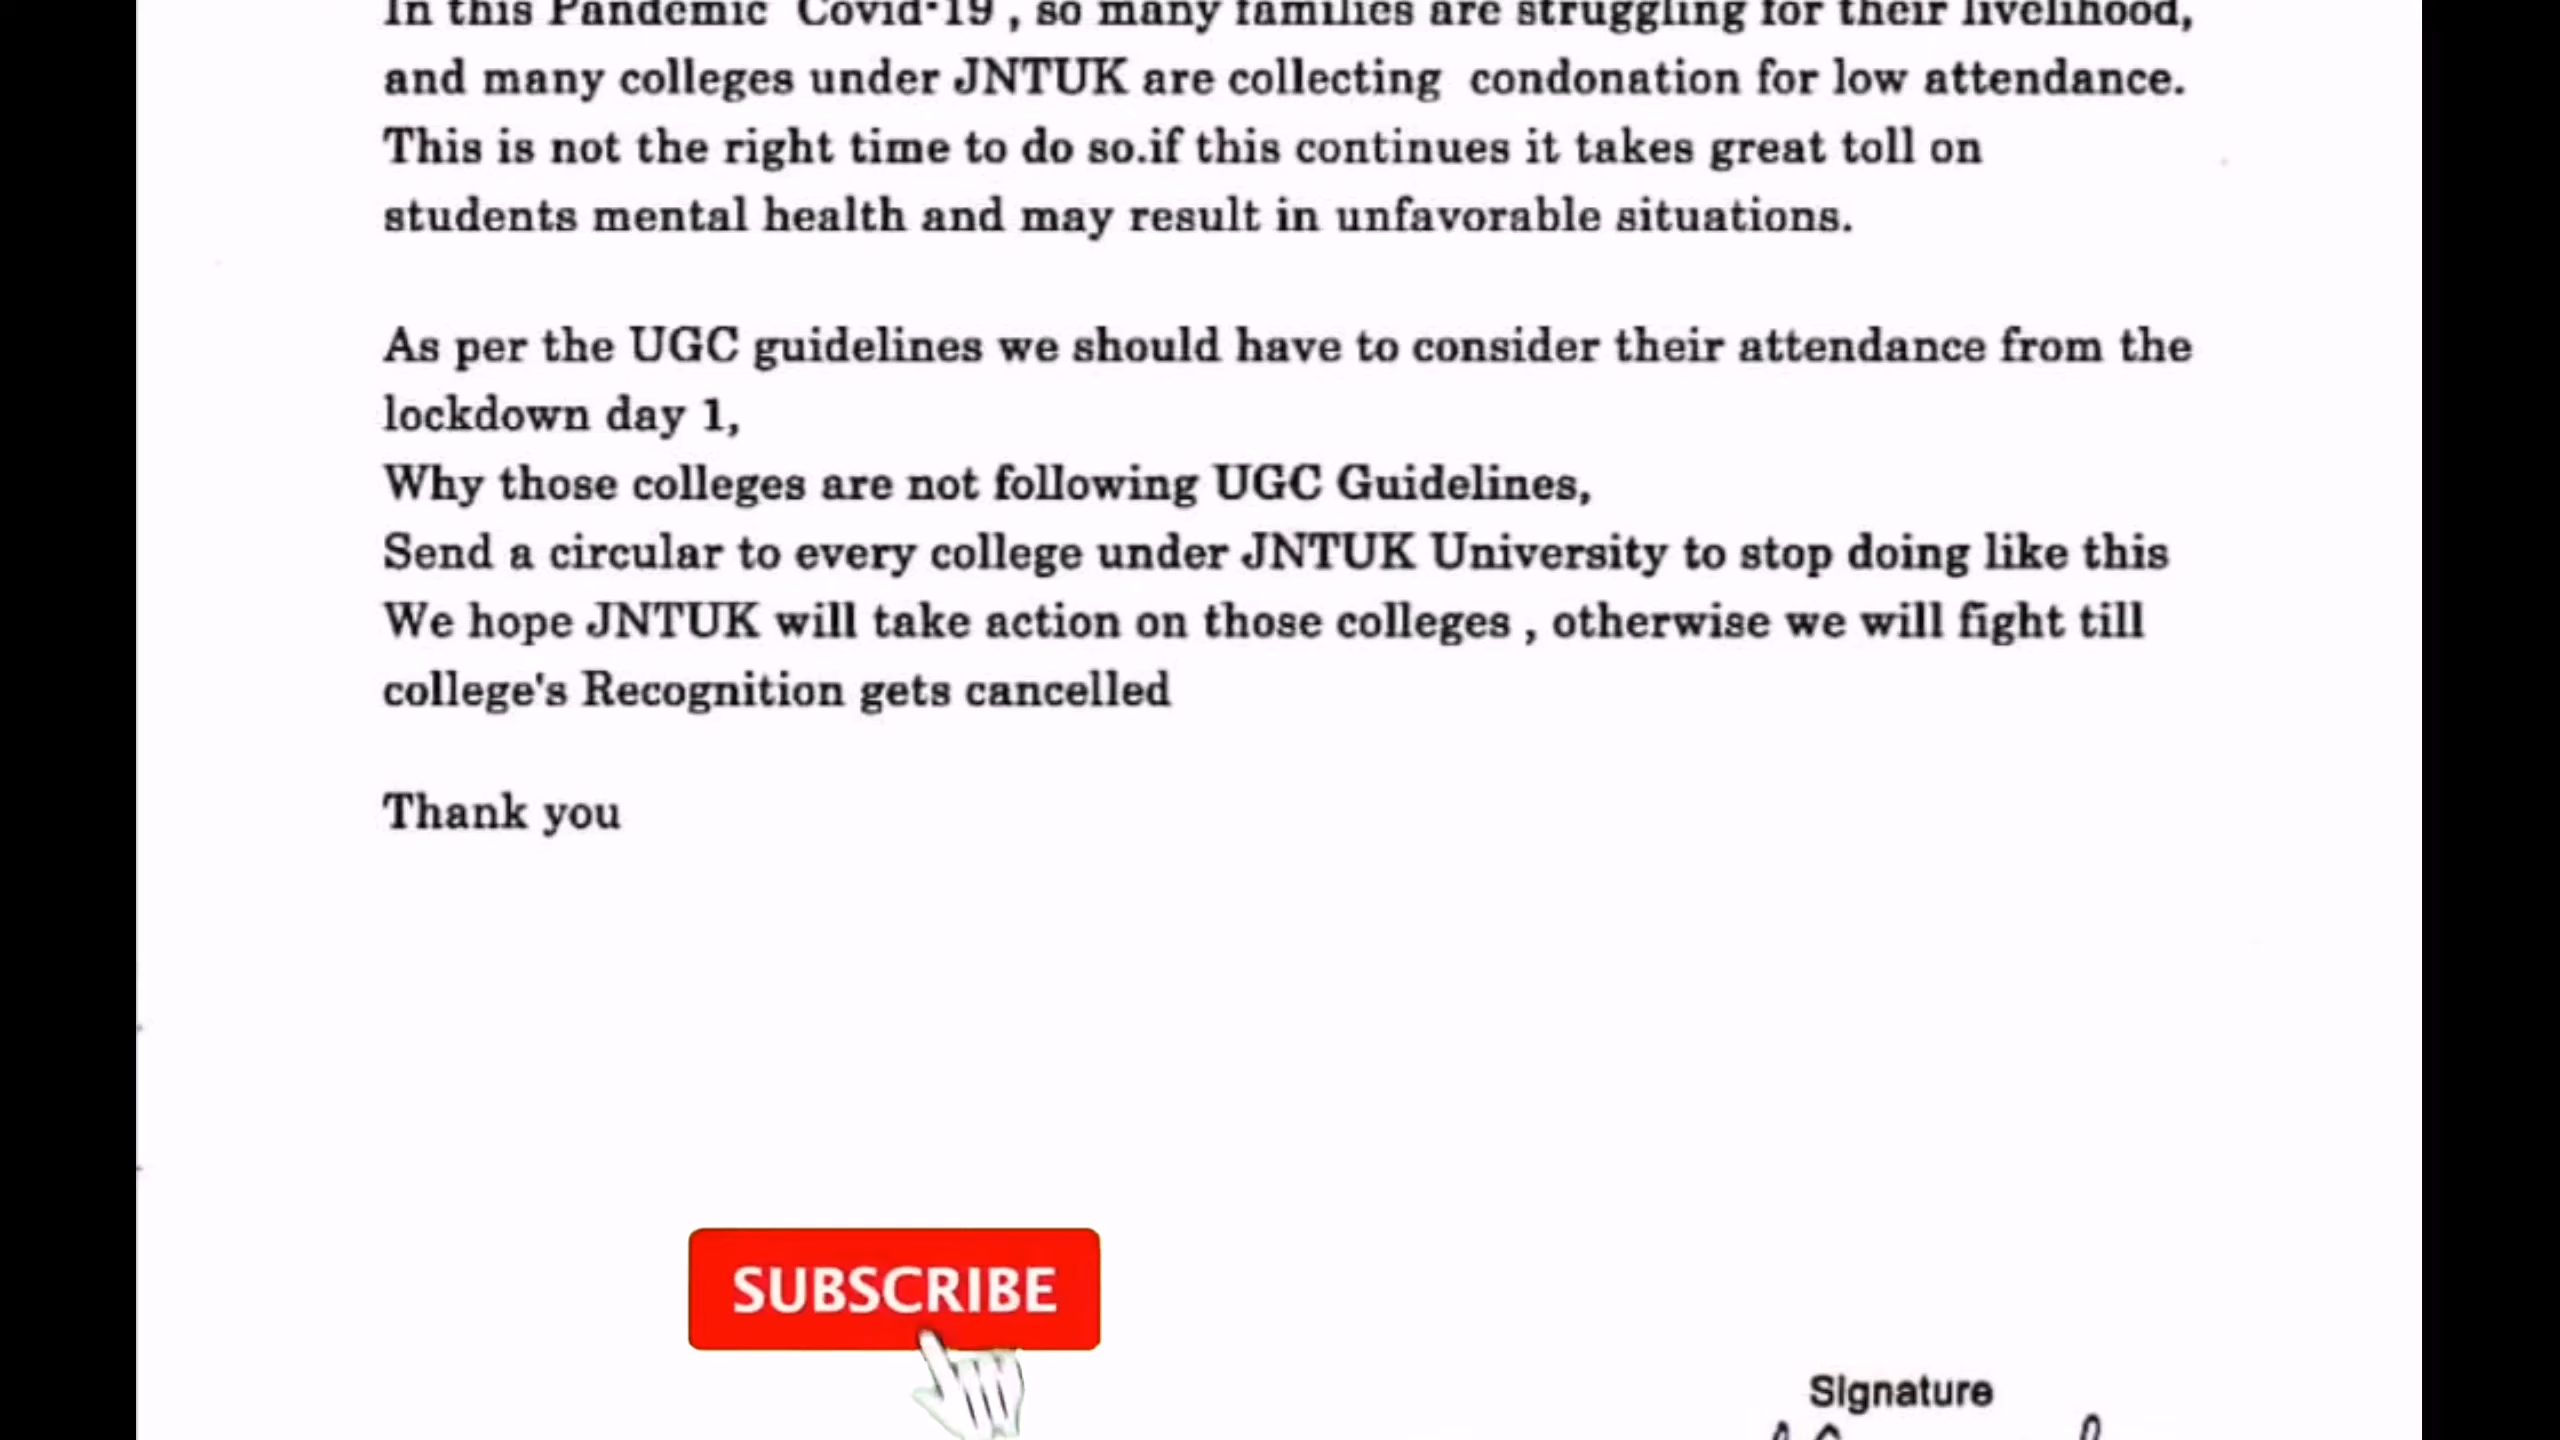 In this Pandemic Covid-19 , so many families are struggling for their livelihood,
and many colleges under JNTUK are collecting condonation for low attendance.
This is not the right time to do so.if this continues it takes great toll on
students mental health and may result in unfavorable situations.
As per the UGC guidelines we should have to consider their attendance from the
lockdown day 1,
Why those colleges are not following UGC Guidelines,
Send a circular to every college under JNTUK University to stop doing like this
We hope JNTUK will take action on those colleges , otherwise we will fight till
college's Recognition gets cancelled
Thank you
SUBSCRIBE
Signature